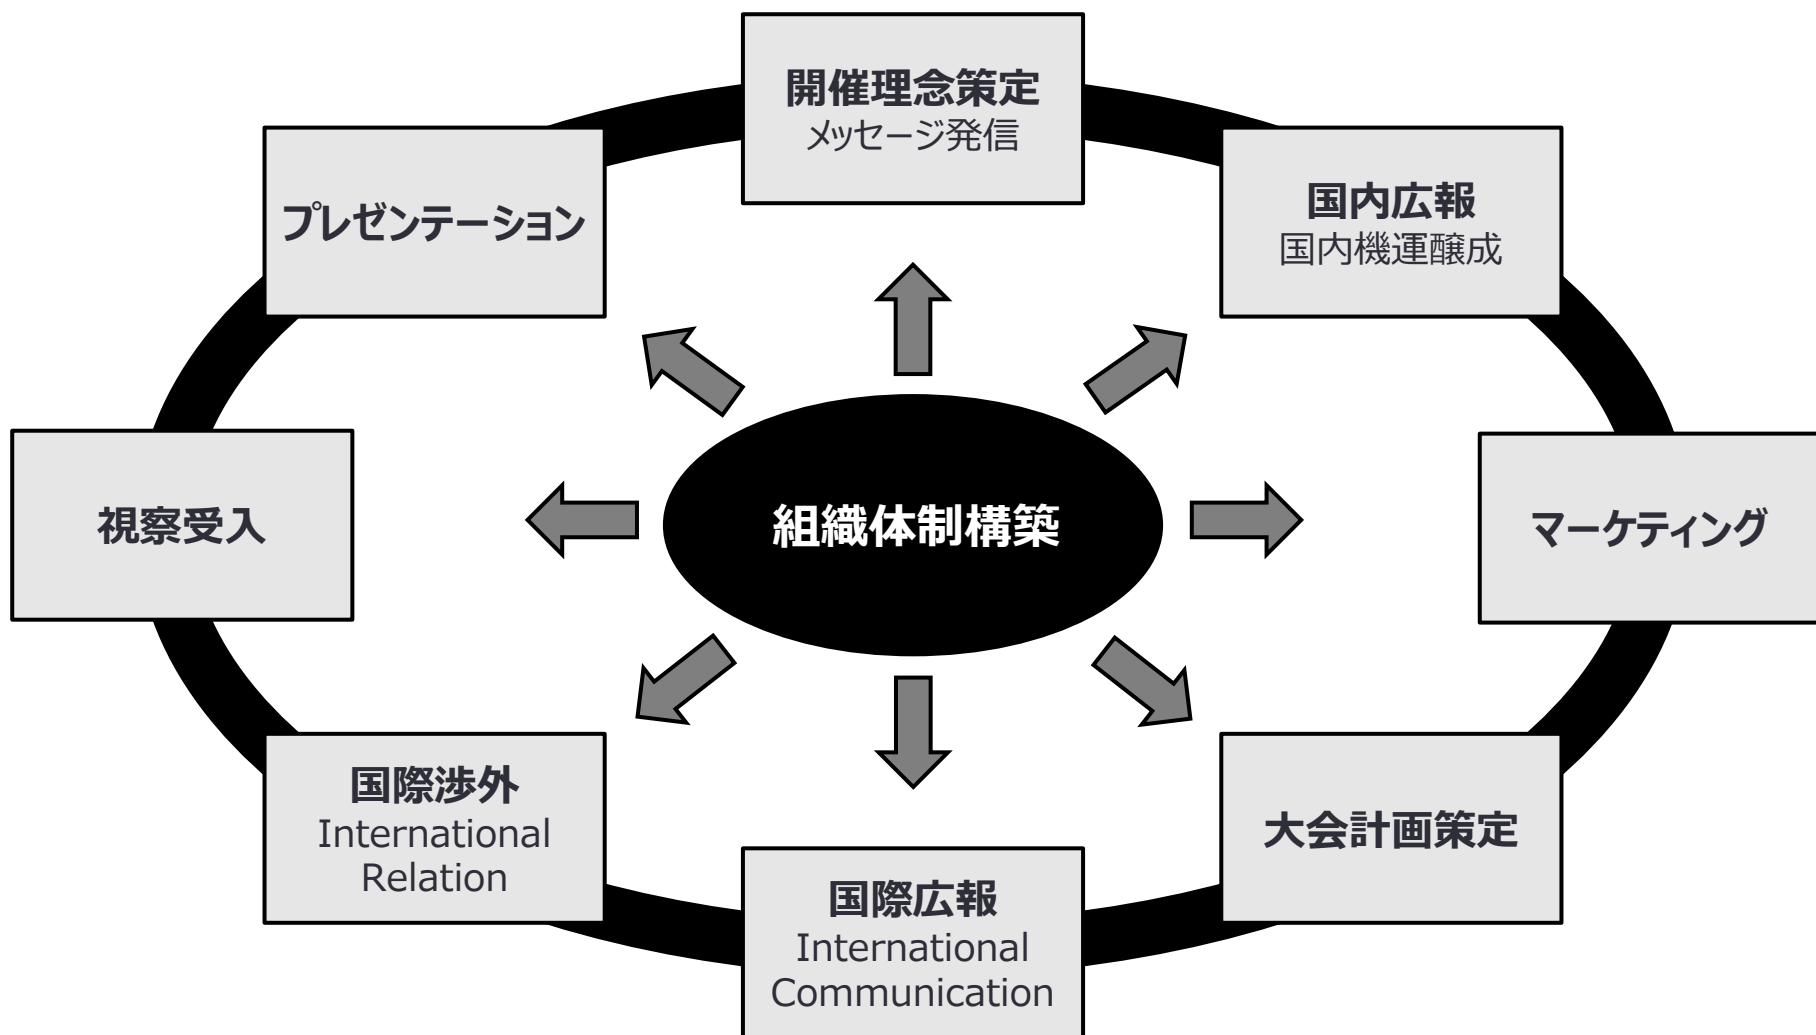 開催理念策定
メッセージ発信
プレゼンテーション
国内広報
国内機運醸成
視察受入
組織体制構築
マーケティング
国際渉外
International
Relation
大会計画策定
国際広報
International
Communication